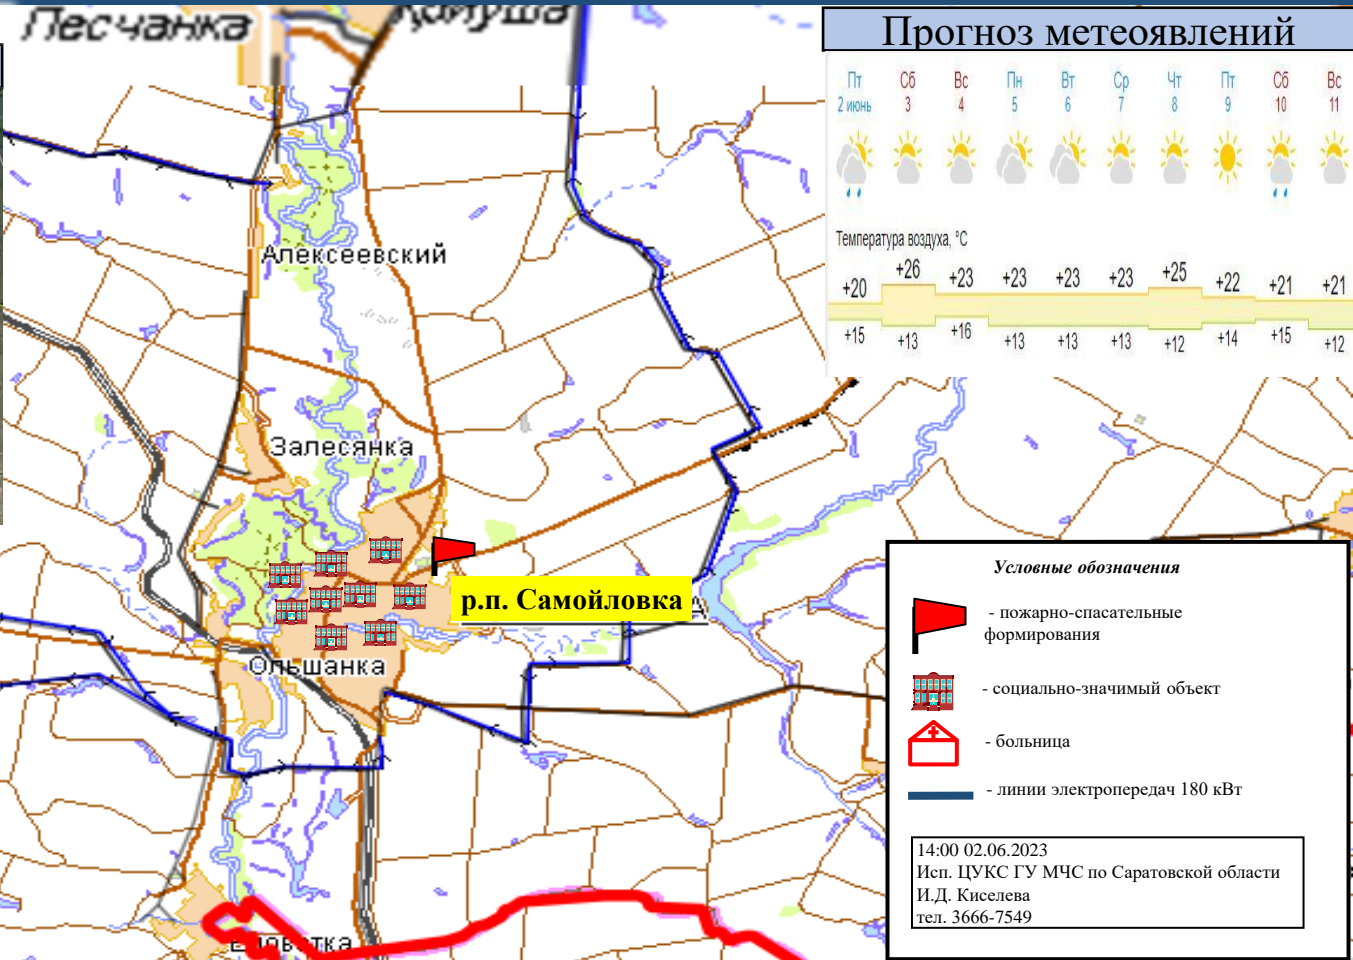 Песчанка
Прогноз метеоявлений
Пт Сб Вс Пн Вт Ср Чт Пт Сб Вс
2 июнь 3 4 5 6 7 8 9 10 11
Температура воздуха, °C
+20 +26 +23 +23 +23 +23 +25 +22 +21 +21
+15 +13 +16 +13 +13 +13 +12 +14 +15 +12
Алексеевский
Залесянка
р.п. Самойловка
Ольшанка
Условные обозначения
- пожарно-спасательные
формирования
- социально-значимый объект
- больница
- линии электропередач 180 кВт
14:00 02.06.2023
Исп. ЦУКС ГУ МЧС по Саратовской области
И.Д. Киселева
тел. 3666-7549